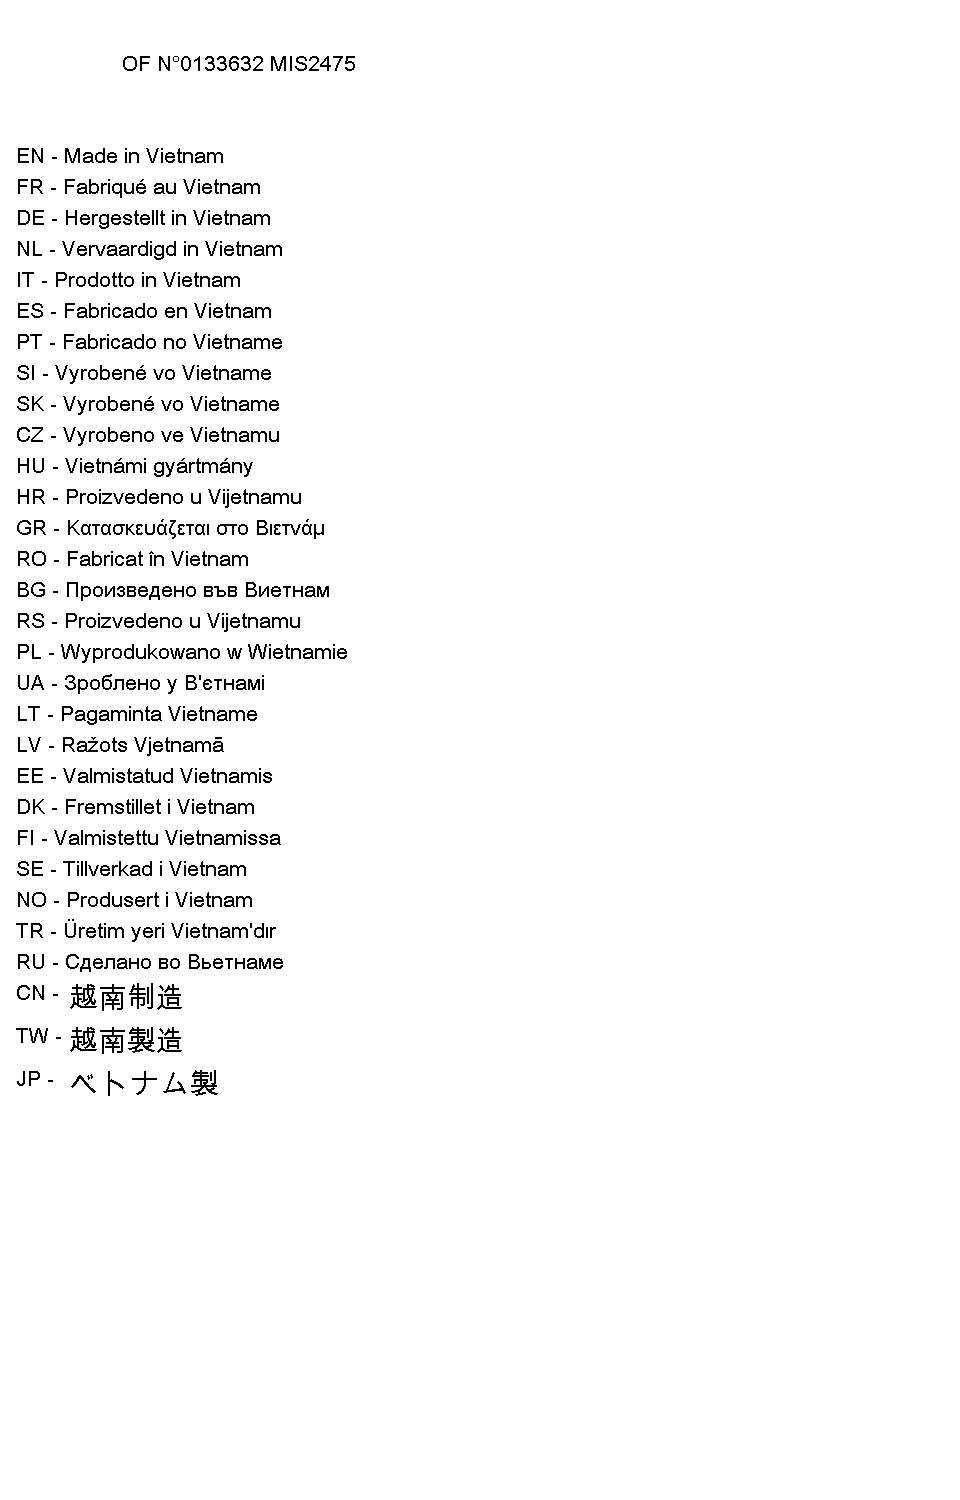 OF N°0133632 MIS2475
EN - Made in Vietnam
FR - Fabriqué au Vietnam
DE - Hergestellt in Vietnam
NL - Vervaardigd in Vietnam
IT - Prodotto in Vietnam
ES - Fabricado en Vietnam
PT - Fabricado no Vietname
SI - Vyrobené vo Vietname
SK - Vyrobené vo Vietname
CZ - Vyrobeno ve Vietnamu
HU - Vietnámi gyártmány
HR - Proizvedeno u Vijetnamu
GR - Κατασκευάζεται στο Βιετνάμ
RO - Fabricat în Vietnam
BG - Произведено във Виетнам
RS - Proizvedeno u Vijetnamu
PL - Wyprodukowano w Wietnamie
UA - Зроблено у В'єтнамі
LT - Pagaminta Vietname
LV - Ražots Vjetnamā
EE - Valmistatud Vietnamis
DK - Fremstillet i Vietnam
FI - Valmistettu Vietnamissa
SE - Tillverkad i Vietnam
NO - Produsert i Vietnam
TR - Üretim yeri Vietnam'dır
RU - Сделано во Вьетнаме
CN - 越南制造
TW - 越南製造
JP - ベトナム製